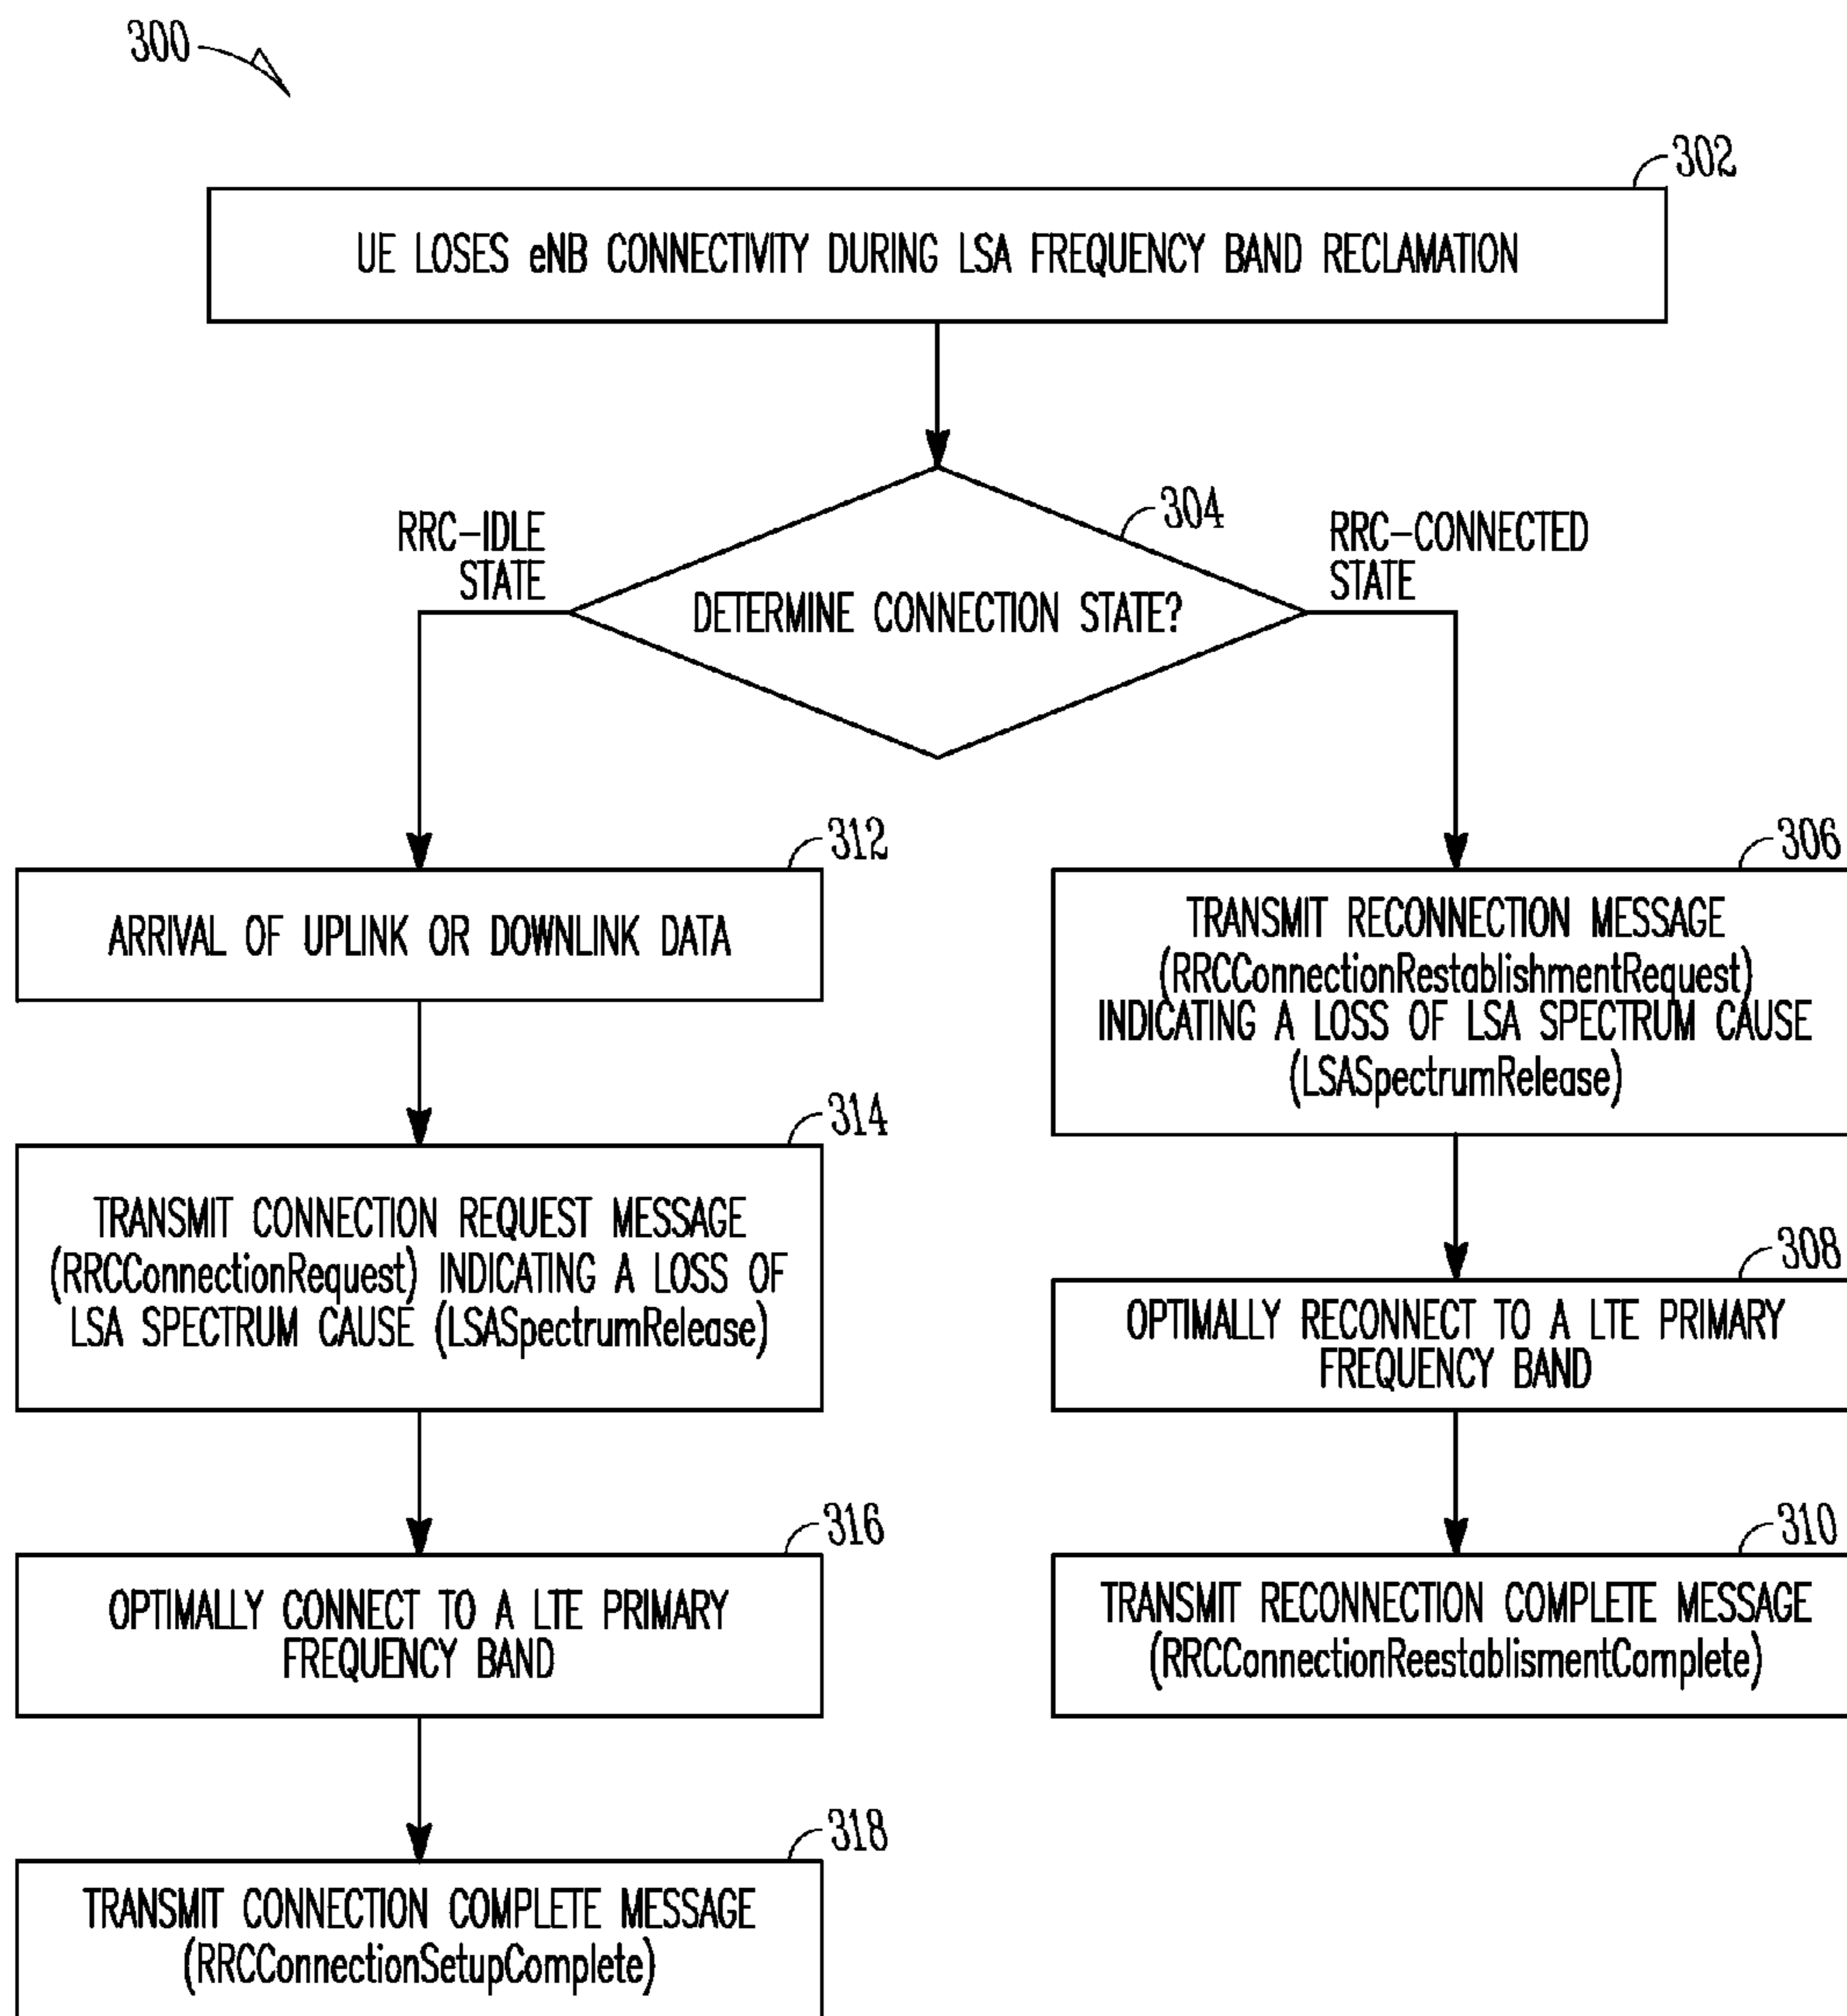 300
302
UE LOSES eNB CONNECTIVITY DURING LSA FREQUENCY BAND RECLAMATION
304
RRC-IDLE
STATE
RRC-CONNECTED
STATE
DETERMINE CONNECTION STATE?
312
ARRIVAL OF UPLINK OR DOWNLINK DATA
314
TRANSMIT CONNECTION REQUEST MESSAGE
(RRCConnectionRequest) INDICATING A LOSS OF
LSA SPECTRUM CAUSE (LSASpectrumRelease)
316
OPTIMALLY CONNECT TO A LTE PRIMARY
FREQUENCY BAND
318
TRANSMIT CONNECTION COMPLETE MESSAGE
(RRCConnectionSetupComplete)
306
TRANSMIT RECONNECTION MESSAGE
(RRCConnectionRestablishmentRequest)
INDICATING A LOSS OF LSA SPECTRUM CAUSE
(LSASpectrumRelease)
308
OPTIMALLY RECONNECT TO A LTE PRIMARY
FREQUENCY BAND
310
TRANSMIT RECONNECTION COMPLETE MESSAGE
(RRCConnectionReestablismentComplete)